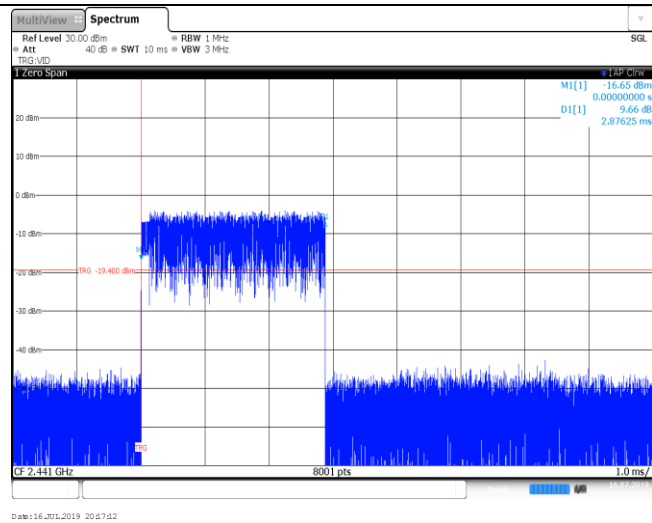 MultiView Spectrum
Ref Level 30.00 dBm RBW 1 MHz SGL
Att 40 dB SWT 10 ms VBW 3 MHz
TRG:VID
1 Zero Span 1AP Clrw
M1[1] -16.65 dBm
0.00000000 s
D1[1] 9.66 dB
2.87625 ms
20 dBm
10 dBm
0 dBm
-10 dBm
-20 dBm
TRG -19.400 dBm
-30 dBm
-40 dBm
TRG
CF 2.441 GHz 8001 pts 1.0 ms/
Date:16.JUL.2019 20:17:12